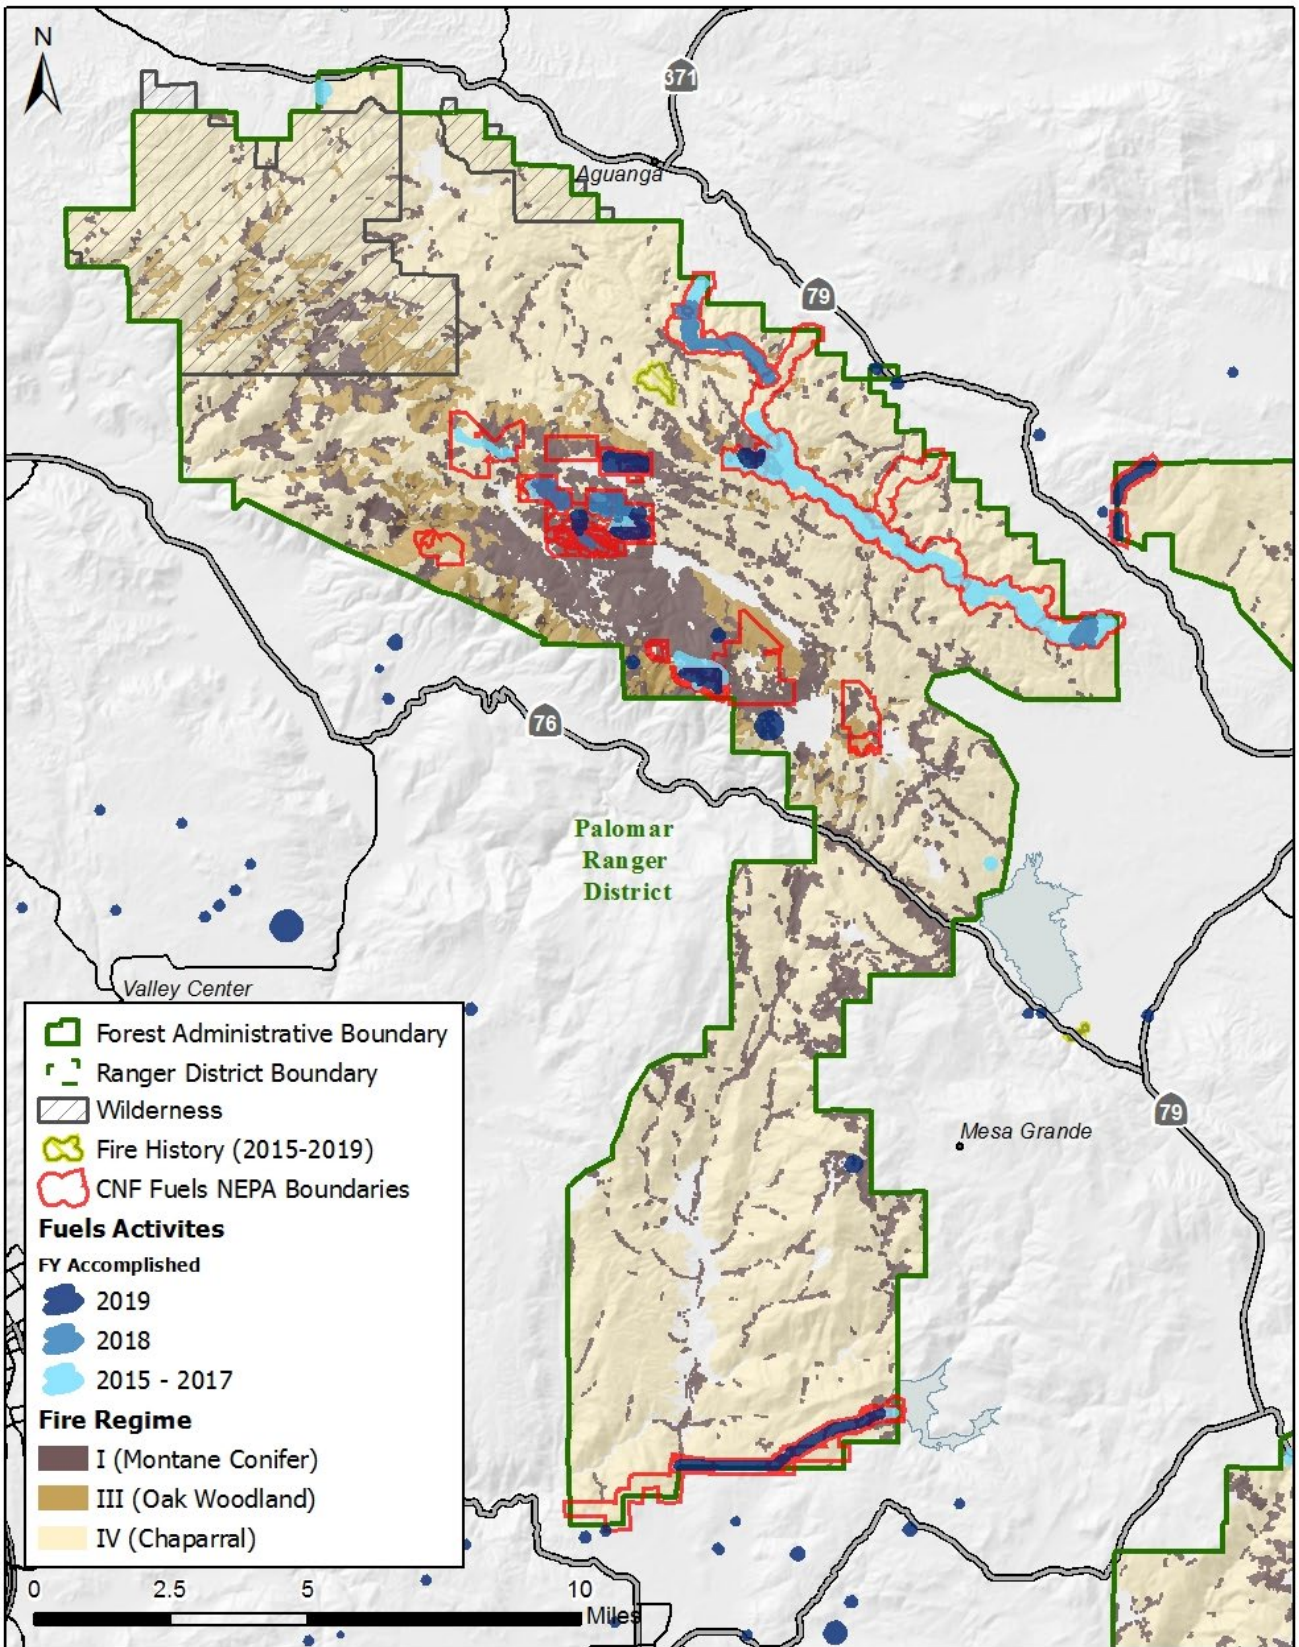 N
371
Aguanga
79
76
Palomar
Ranger
District
Valley Center
Mesa Grande
79
Forest Administrative Boundary
Ranger District Boundary
Wilderness
Fire History (2015-2019)
CNF Fuels NEPA Boundaries
Fuels Activites
FY Accomplished
2019
2018
2015 - 2017
Fire Regime
I (Montane Conifer)
III (Oak Woodland)
IV (Chaparral)
0 2.5 5 10
Miles